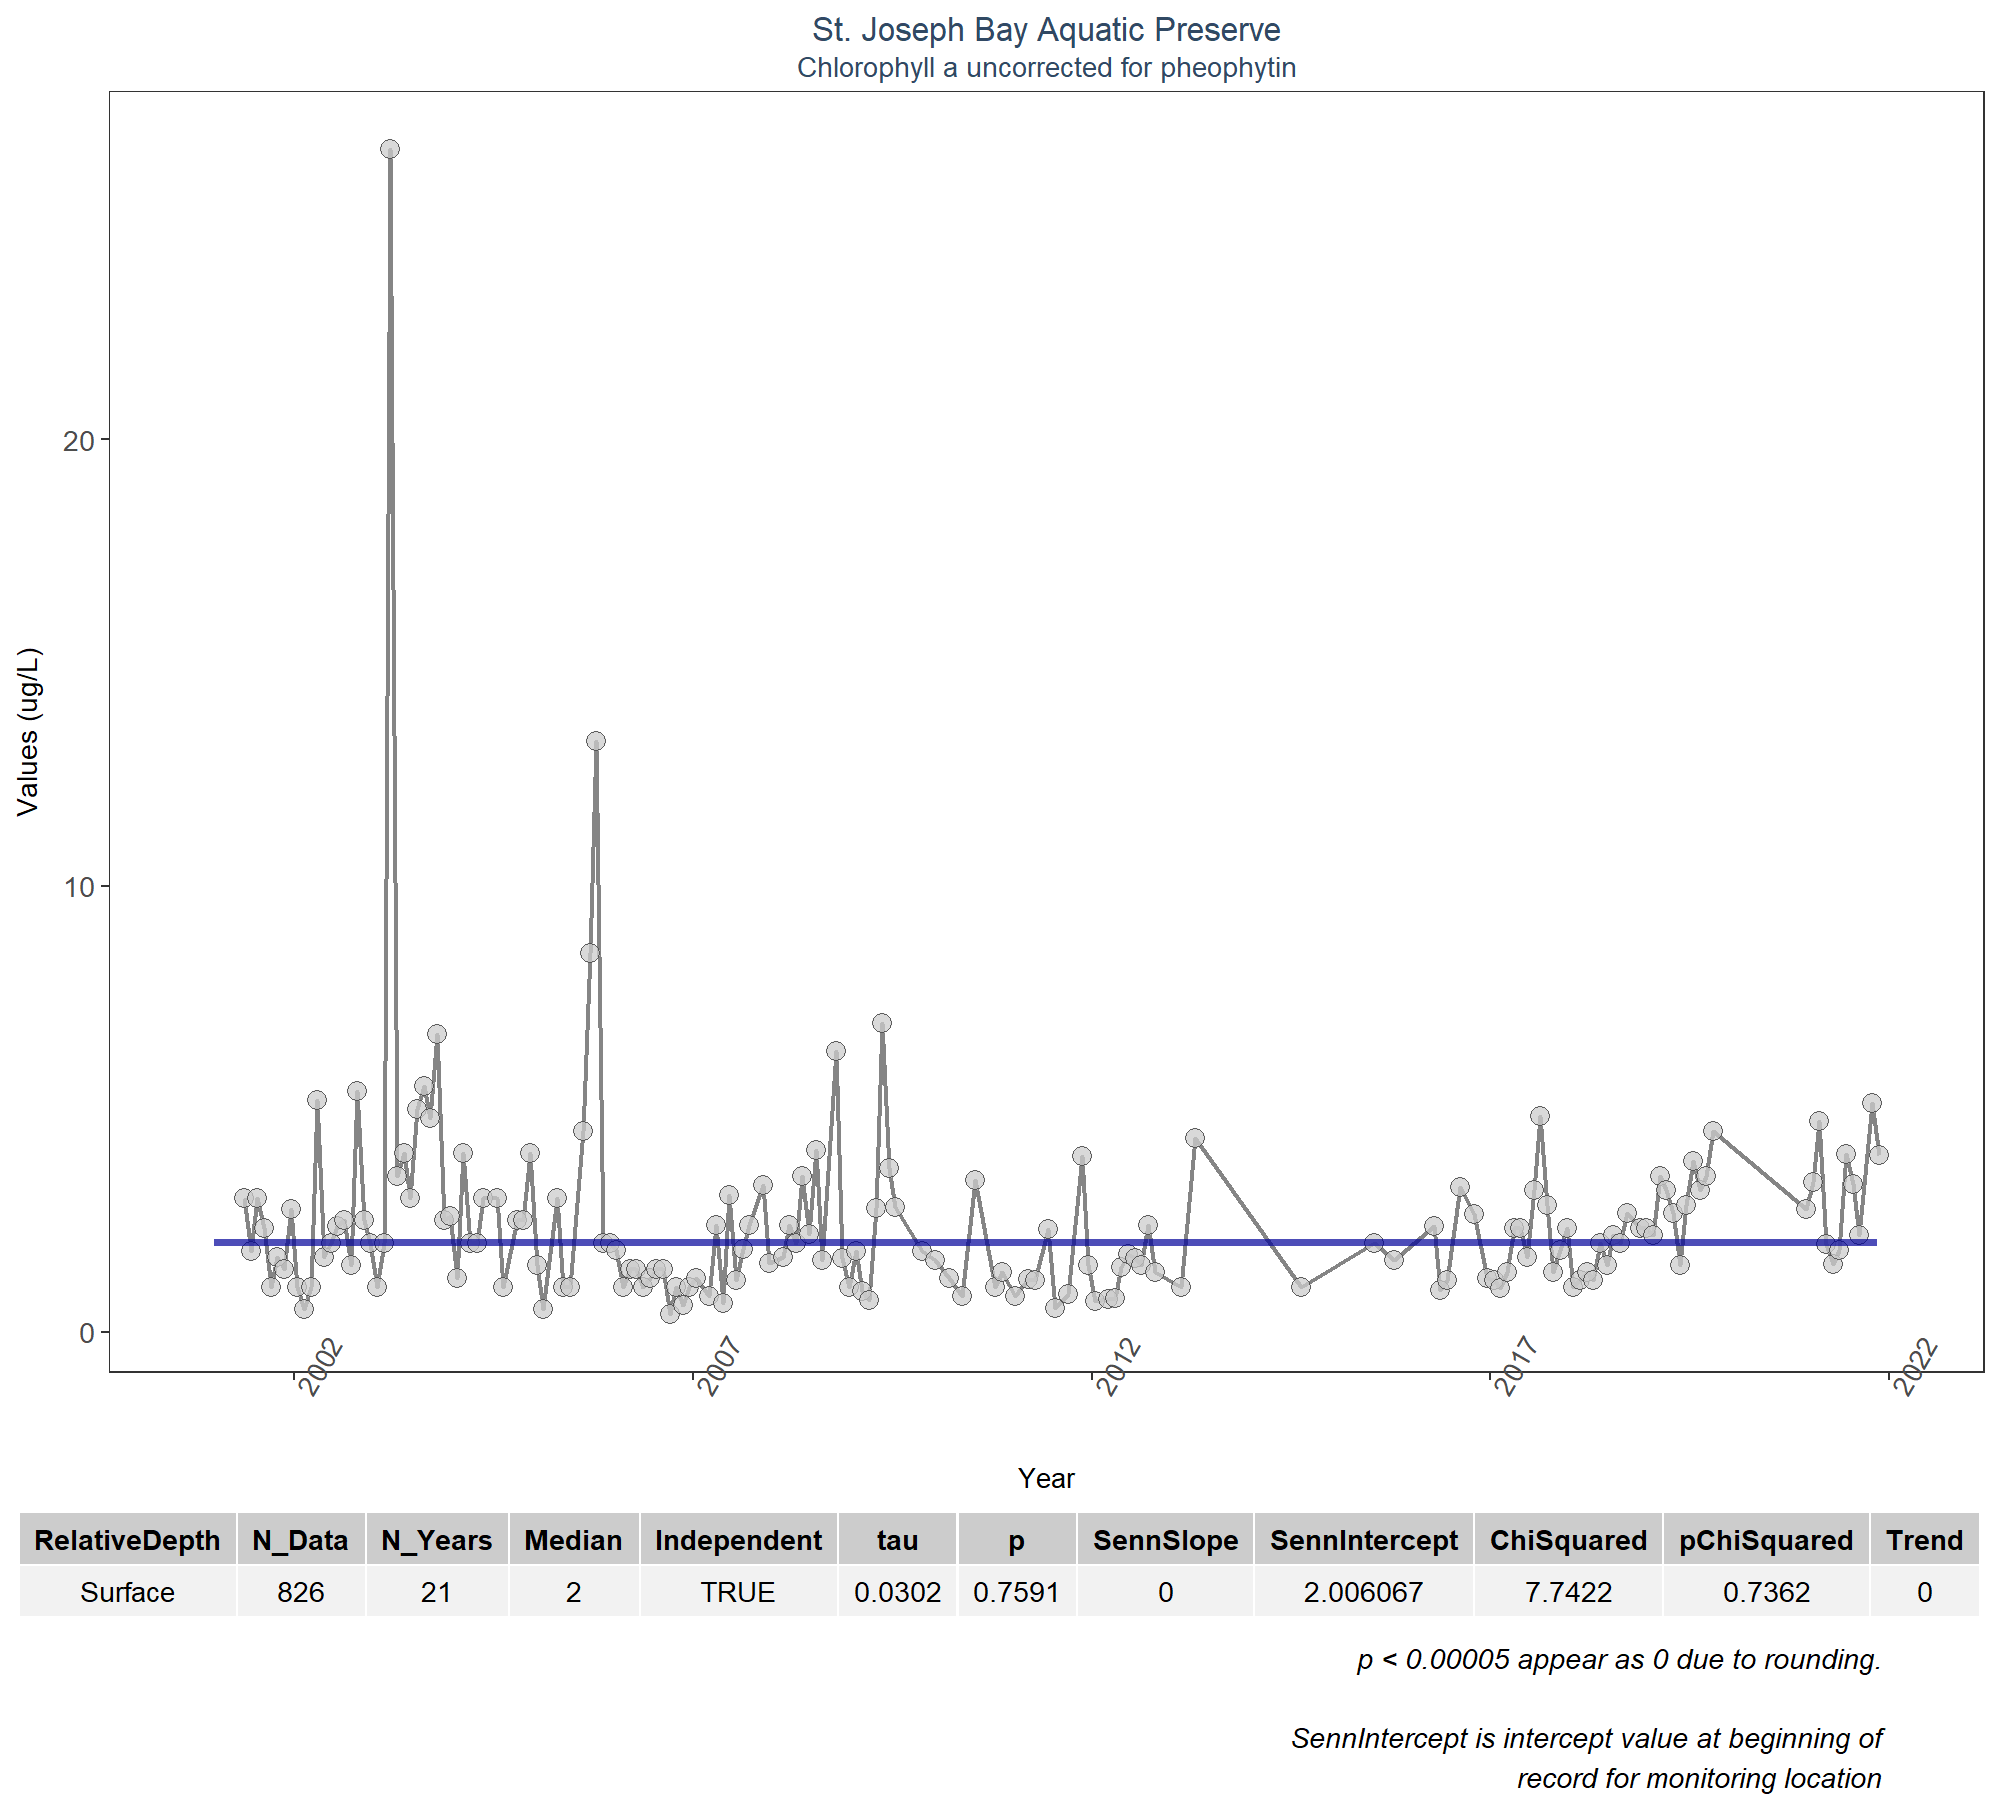 St. Joseph Bay Aquatic Preserve
Chlorophyll a uncorrected for pheophytin
Values (ug/L)
20
10
0
2002 2007 2012 2017 2022
Year
RelativeDepth N_Data N_Years Median Independent tau p SennSlope SennIntercept ChiSquared pChiSquared Trend
Surface 826 21 2 TRUE 0.0302 0.7591 0 2.006067 7.7422 0.7362 0
p < 0.00005 appear as 0 due to rounding.
SennIntercept is intercept value at beginning of
record for monitoring location